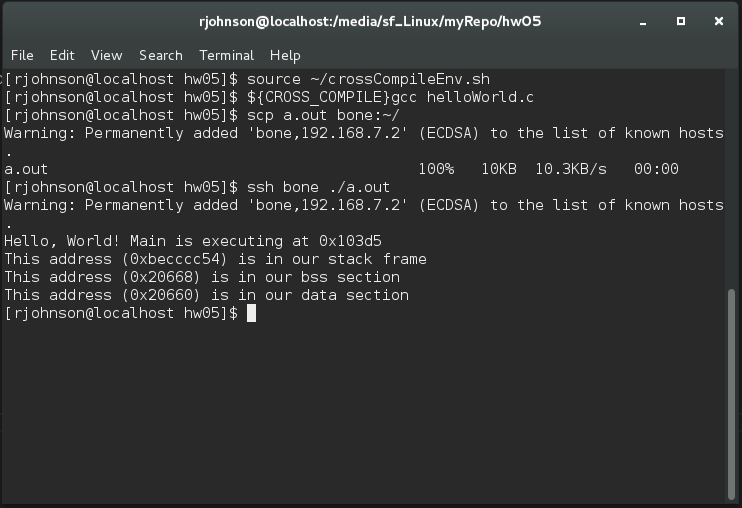 rjohnson@localhost:/media/sf_Linux/myRepo/hw05
File Edit View Search Terminal Help
[rjohnson@localhost hw05]$ source ~/crossCompileEnv.sh
[rjohnson@localhost hw05]$ ${CROSS_COMPILE}gcc helloWorld.c
[rjohnson@localhost hw05]$ scp a.out bone:~/
Warning: Permanently added 'bone,192.168.7.2' (ECDSA) to the list of known hosts
.
a.out 100% 10KB 10.3KB/s 00:00
[rjohnson@localhost hw05]$ ssh bone ./a.out
Warning: Permanently added 'bone,192.168.7.2' (ECDSA) to the list of known hosts
.
Hello, World! Main is executing at 0x103d5
This address (0xbecccc54) is in our stack frame
This address (0x20668) is in our bss section
This address (0x20660) is in our data section
[rjohnson@localhost hw05]$